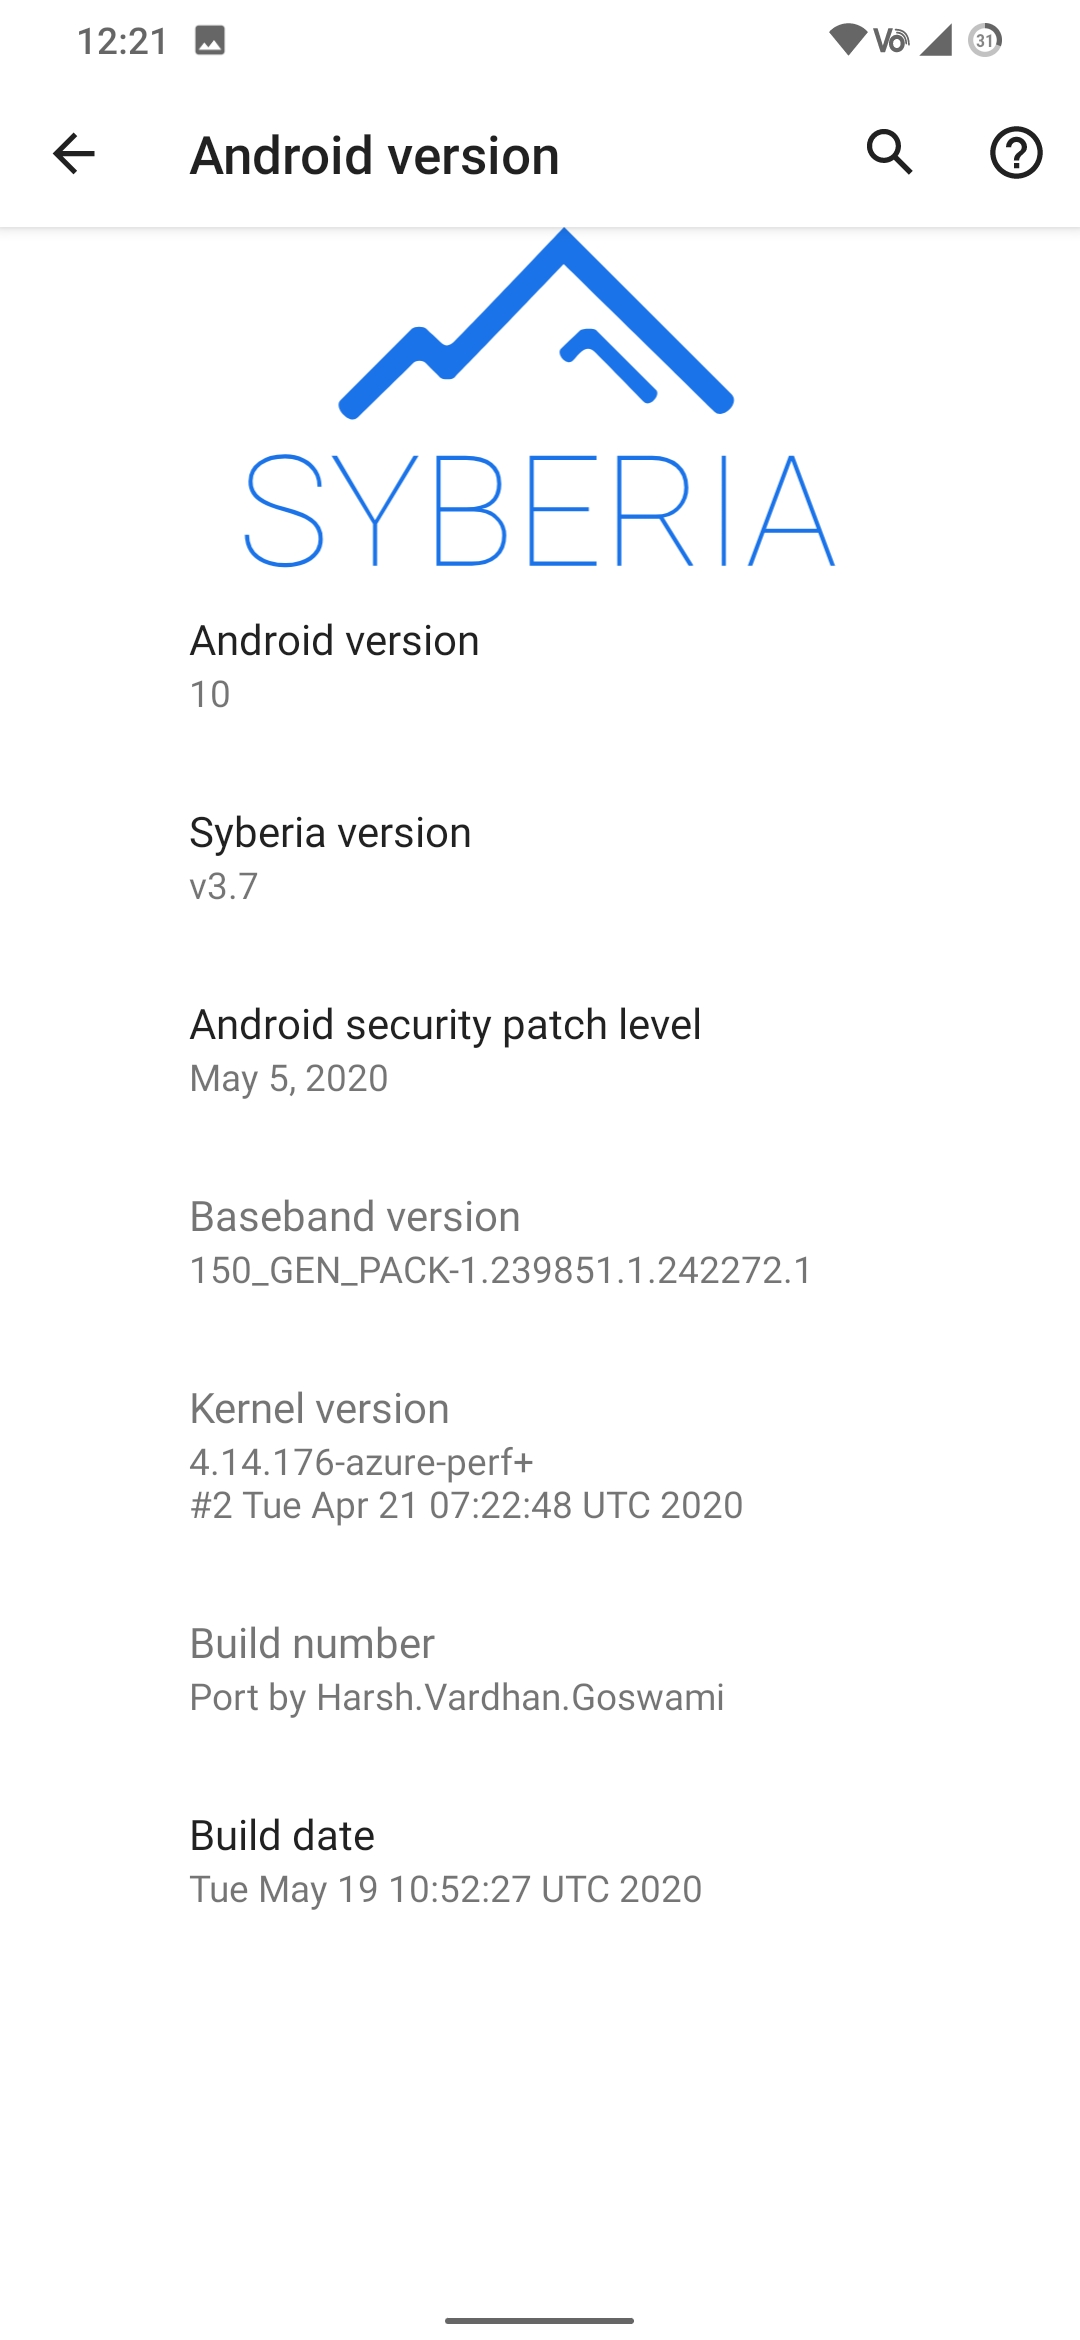 12:21
Vo
31
Android version
SYBERIA
Android version
10
Syberia version
v3.7
Android security patch level
May 5, 2020
Baseband version
150_GEN_PACK-1.239851.1.242272.1
Kernel version
4.14.176-azure-perf+
#2 Tue Apr 21 07:22:48 UTC 2020
Build number
Port by Harsh.Vardhan.Goswami
Build date
Tue May 19 10:52:27 UTC 2020